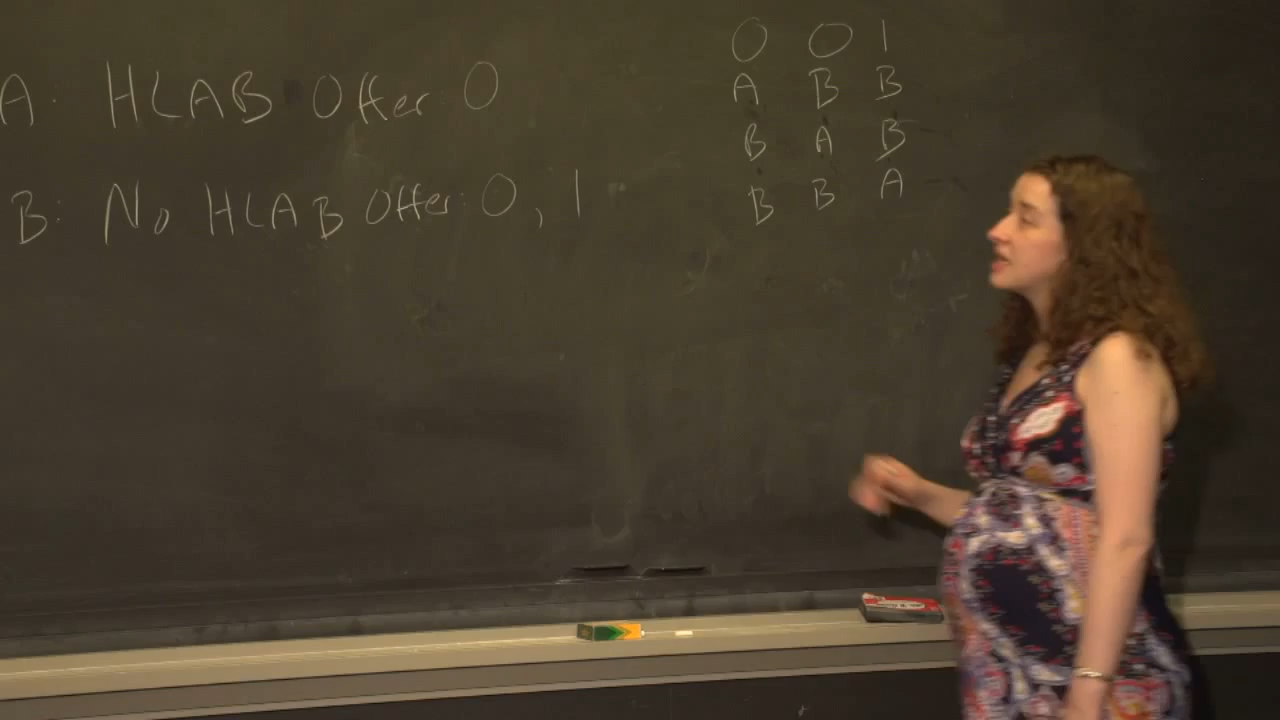 A: HLAB Offer: 0
B: No HLAB Offer: 0, 1
0 0 1
A B B
B A B
B B A